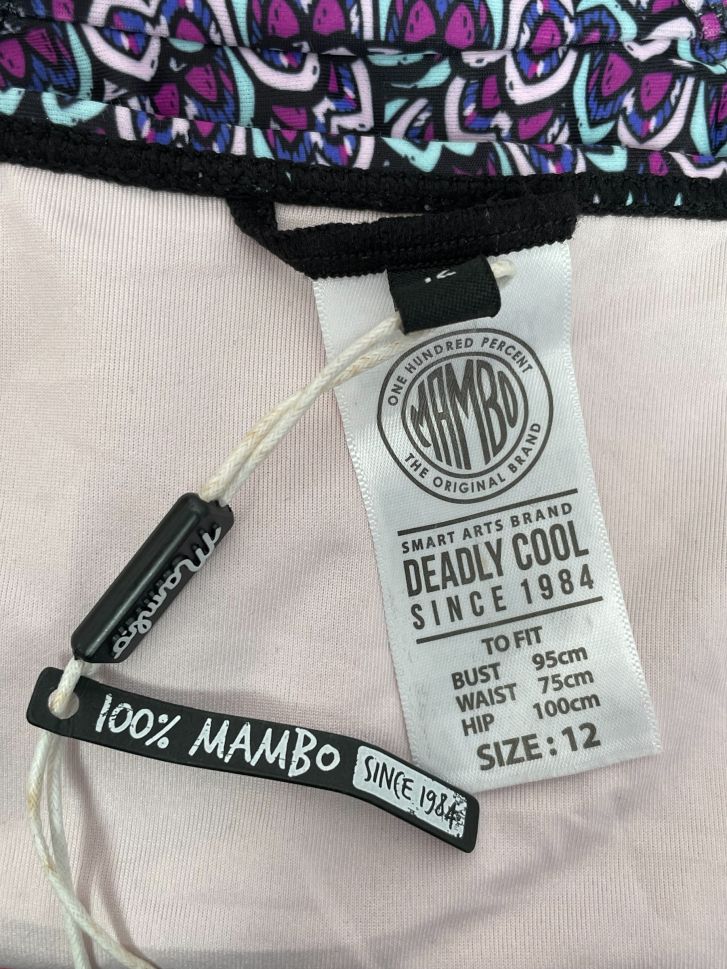 ONE HUNDRED PERCENT
MAMBO
THE ORIGINAL BRAND
SMART ARTS BRAND
DEADLY COOL
SINCE 1984
TO FIT
BUST 95cm
WAIST 75cm
HIP 100cm
SIZE : 12
Mambo
100% MAMBO
SINCE 1984